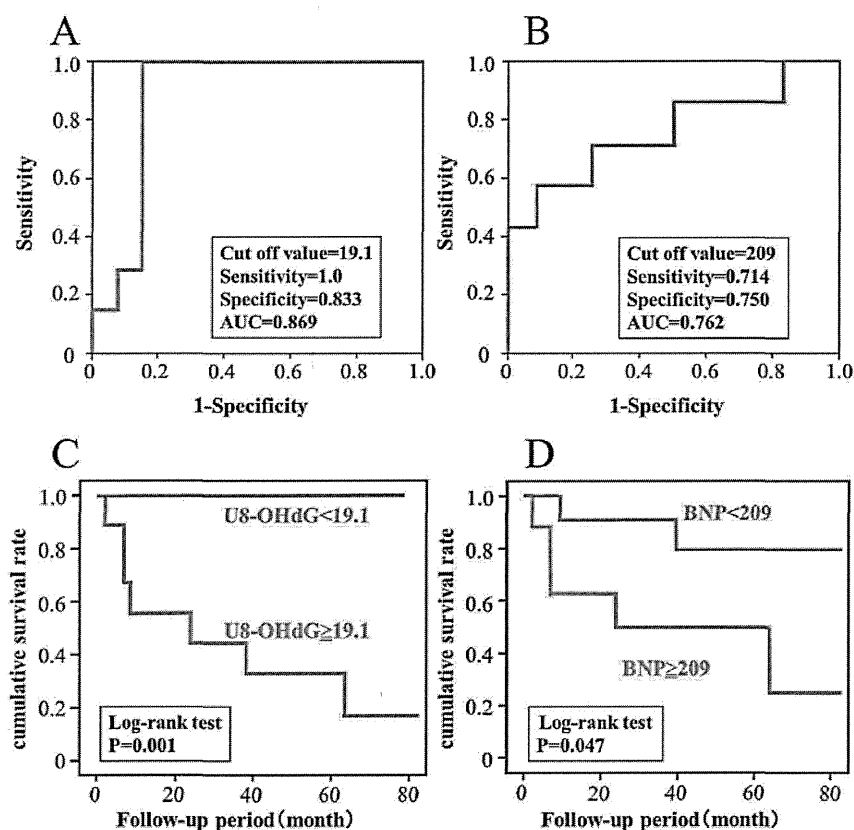 A
B
1.0
0.8
0.6
0.4
0.2
0
Sensitivity
Cut off value=19.1
Sensitivity=1.0
Specificity=0.833
AUC=0.869
0 0.2 0.4 0.6 0.8 1.0
1-Specificity
1.0
0.8
0.6
0.4
0.2
0
Sensitivity
Cut off value=209
Sensitivity=0.714
Specificity=0.750
AUC=0.762
0 0.2 0.4 0.6 0.8 1.0
1-Specificity
C
D
1.0
0.8
0.6
0.4
0.2
0
cumulative survival rate
U8-OHdG<19.1
U8-OHdG≧19.1
Log-rank test
P=0.001
0 20 40 60 80
Follow-up period(month)
1.0
0.8
0.6
0.4
0.2
0
cumulative survival rate
BNP<209
BNP≧209
Log-rank test
P=0.047
0 20 40 60 80
Follow-up period(month)